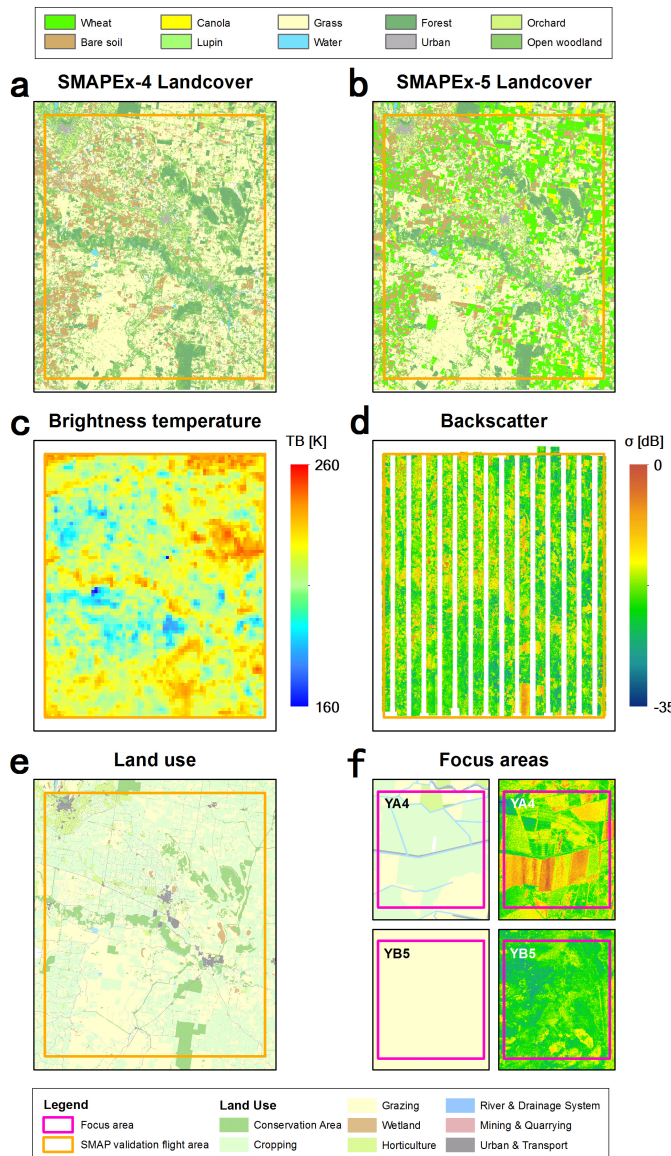 Wheat Canola Grass Forest Orchard
Bare soil Lupin Water Urban Open woodland
a SMAPEx-4 Landcover
b SMAPEx-5 Landcover
c Brightness temperature
TB [K]
260
160
d Backscatter
σ [dB]
0
-35
e Land use
f Focus areas
YA4 YA4
YB5 YB5
Legend
Focus area
SMAP validation flight area
Land Use
Conservation Area
Cropping
Grazing
Wetland
Horticulture
River & Drainage System
Mining & Quarrying
Urban & Transport